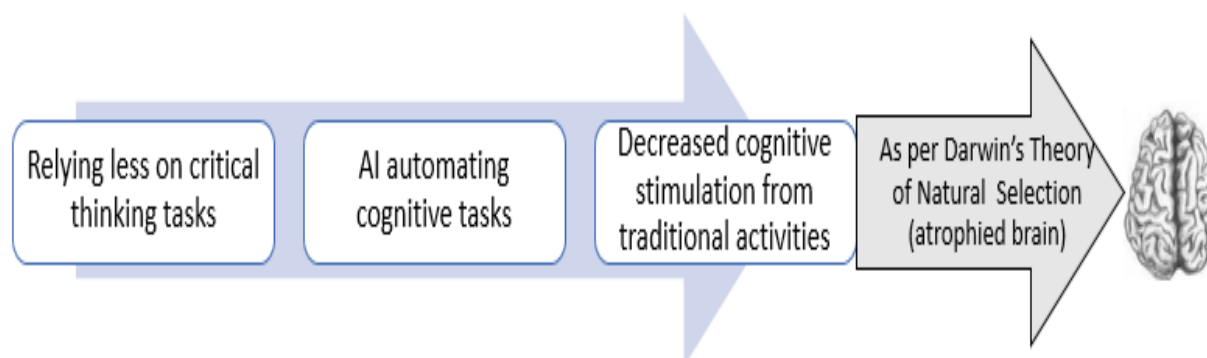 Relying less on critical
thinking tasks
AI automating
cognitive tasks
Decreased cognitive
stimulation from
traditional activities
As per Darwin's Theory
of Natural Selection
(atrophied brain)